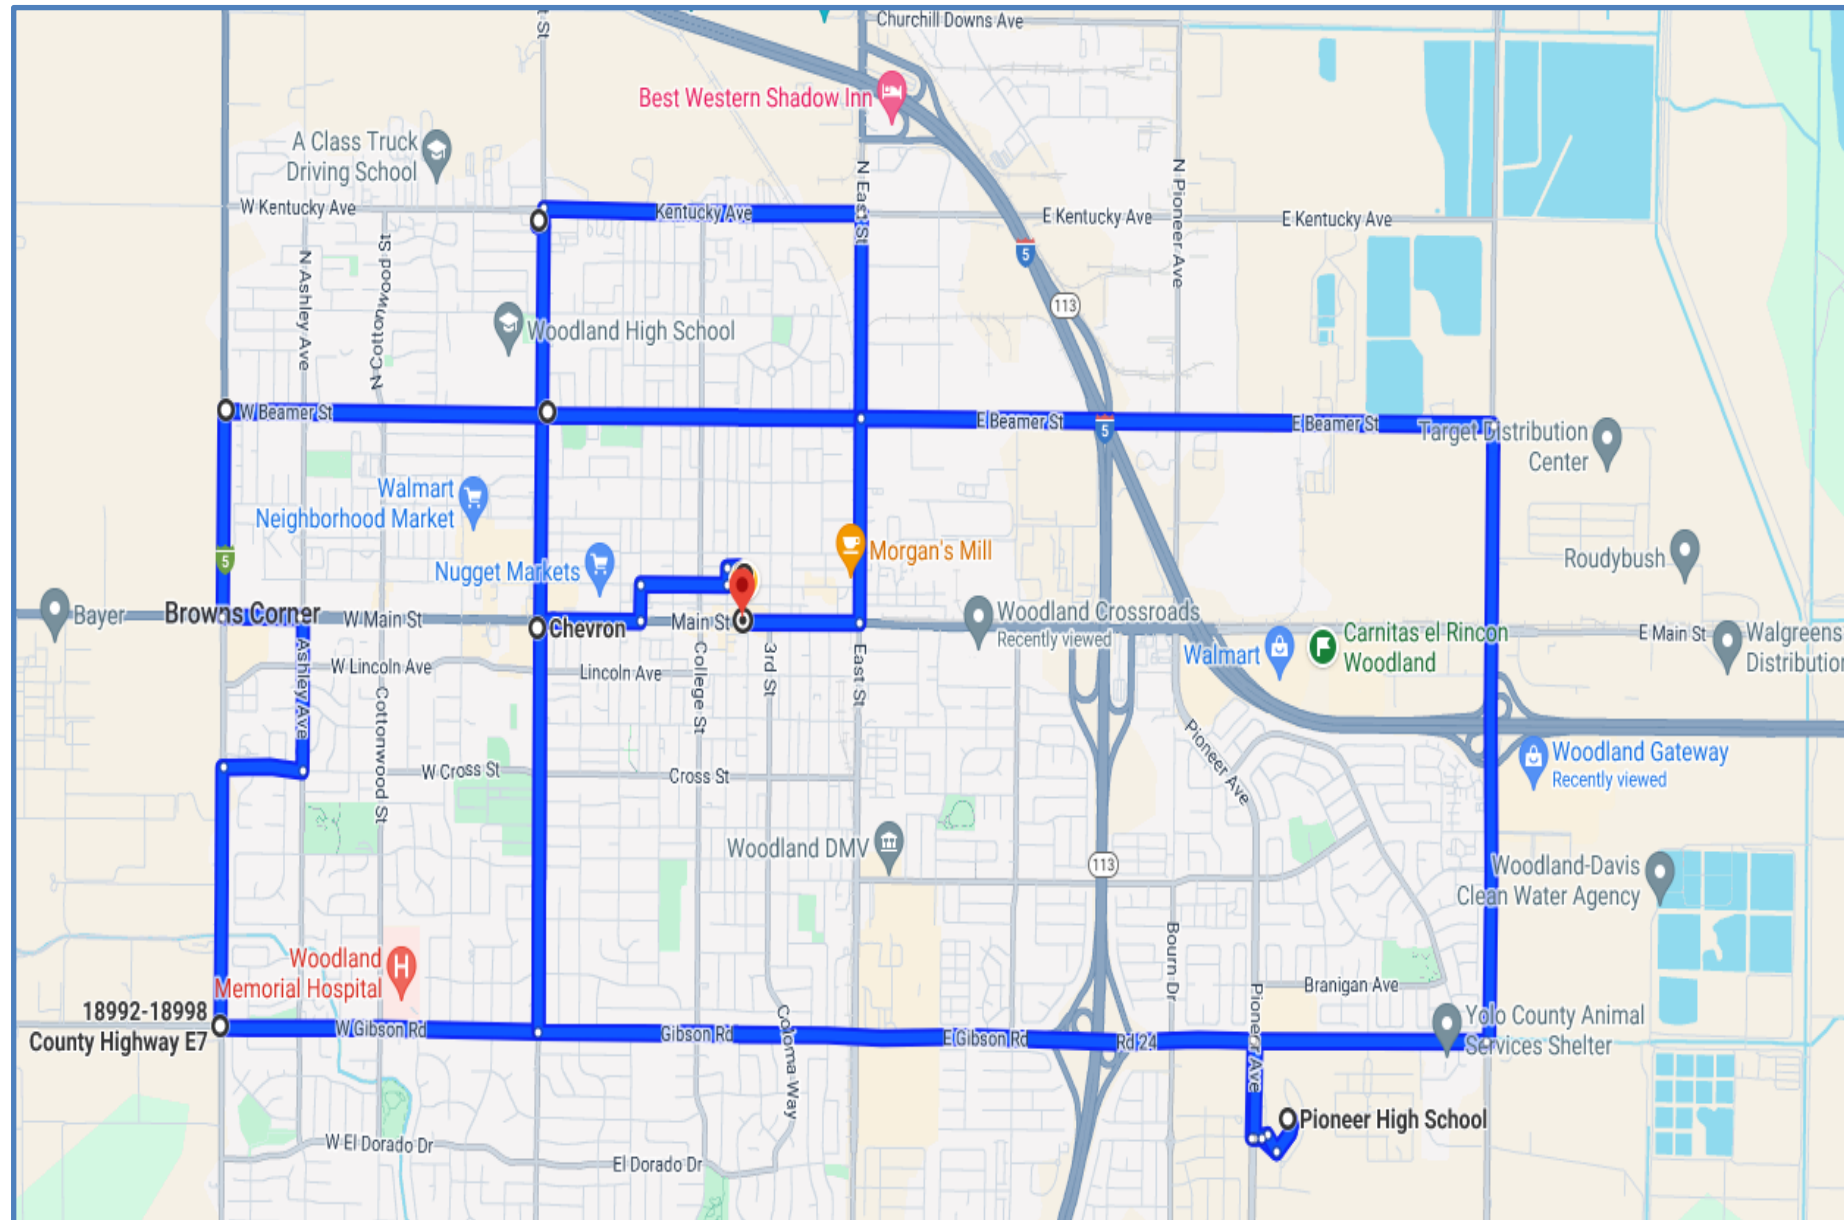 St St
Churchill Downs Ave
Best Western Shadow Inn
A Class Truck
Driving School
W Kentucky Ave
Kentucky Ave
N East St
E Kentucky Ave
N Pioneer Ave
E Kentucky Ave
5
N Ashley Ave
N Cottonwood St
113
Woodland High School
W Beamer St
E Beamer St
5
E Beamer St
Target Distribution
Center
Walmart
Neighborhood Market
5
Nugget Markets
Morgan's Mill
Roudybush
Bayer
Browns Corner
W Main St
Chevron
Main St
Woodland Crossroads
Recently viewed
Walmart
Carnitas el Rincon
Woodland
E Main St
Walgreens
Distribution
Ashley Ave
W Lincoln Ave
Lincoln Ave
College St
3rd St
East St
Cottonwood St
W Cross St
Cross St
Pioneer Ave
Woodland Gateway
Recently viewed
Woodland DMV
113
Woodland-Davis
Clean Water Agency
Woodland
Memorial Hospital
H
Bourn Dr
Branigan Ave
Pioneer Ave
18992-18998
County Highway E7
W Gibson Rd
Gibson Rd
Coloma Way
E Gibson Rd
Rd 24
Yolo County Animal
Services Shelter
Pioneer High School
W El Dorado Dr
El Dorado Dr